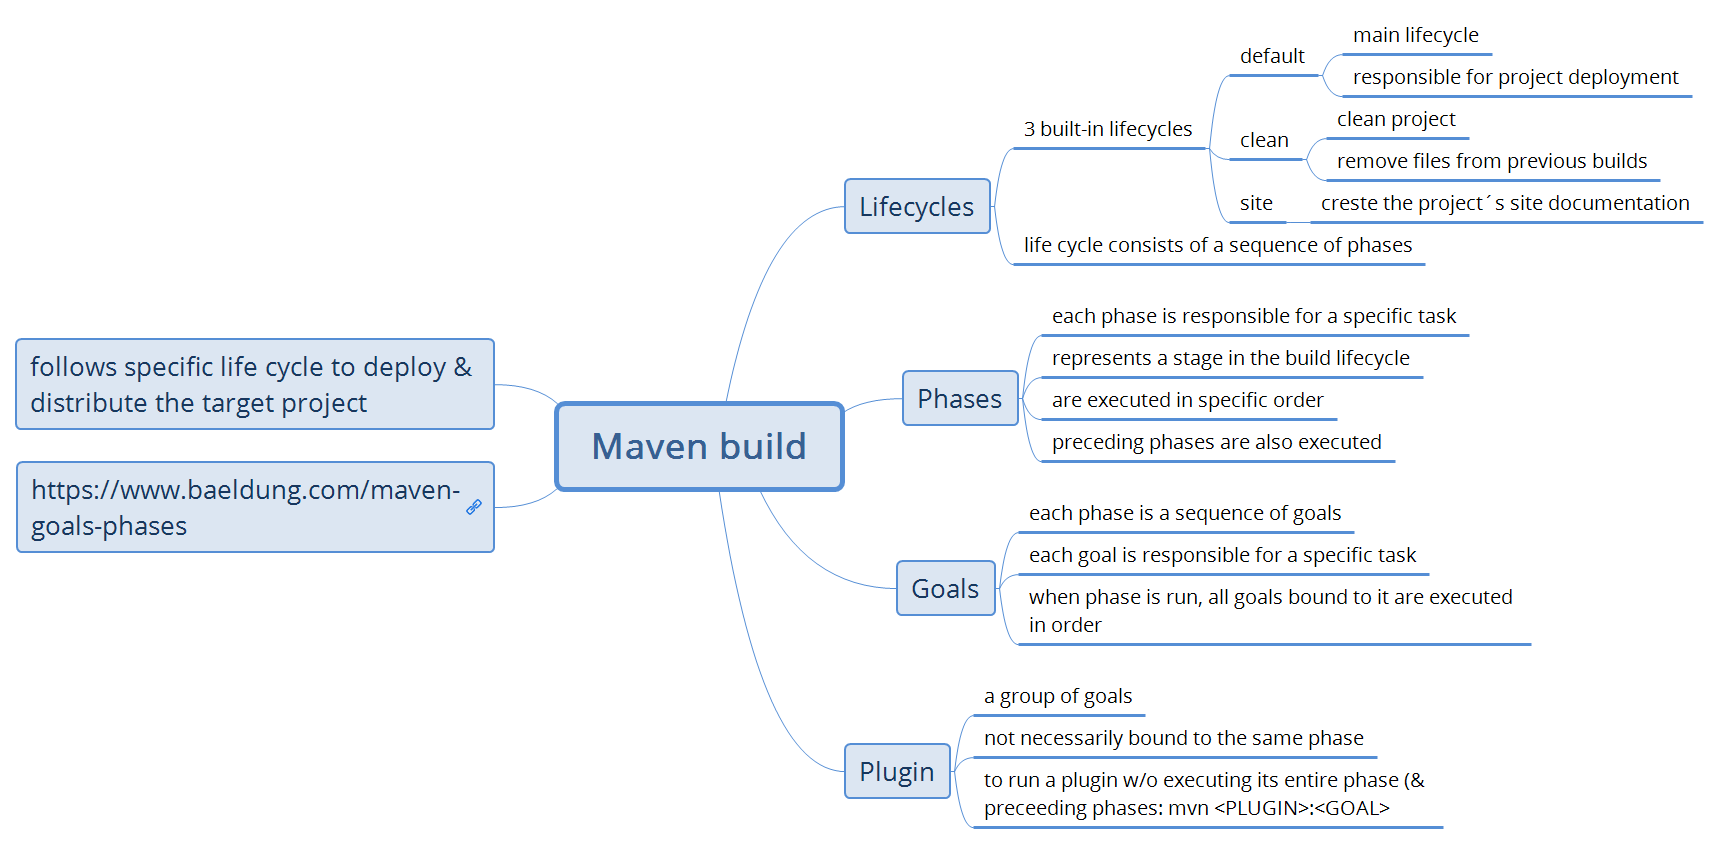 Maven build
follows specific life cycle to deploy &
distribute the target project
https://www.baeldung.com/maven-
goals-phases
Lifecycles
3 built-in lifecycles
default
main lifecycle
responsible for project deployment
clean
clean project
remove files from previous builds
site
creste the project´s site documentation
life cycle consists of a sequence of phases
Phases
each phase is responsible for a specific task
represents a stage in the build lifecycle
are executed in specific order
preceding phases are also executed
Goals
each phase is a sequence of goals
each goal is responsible for a specific task
when phase is run, all goals bound to it are executed
in order
Plugin
a group of goals
not necessarily bound to the same phase
to run a plugin w/o executing its entire phase (&
preceeding phases: mvn <PLUGIN>:<GOAL>